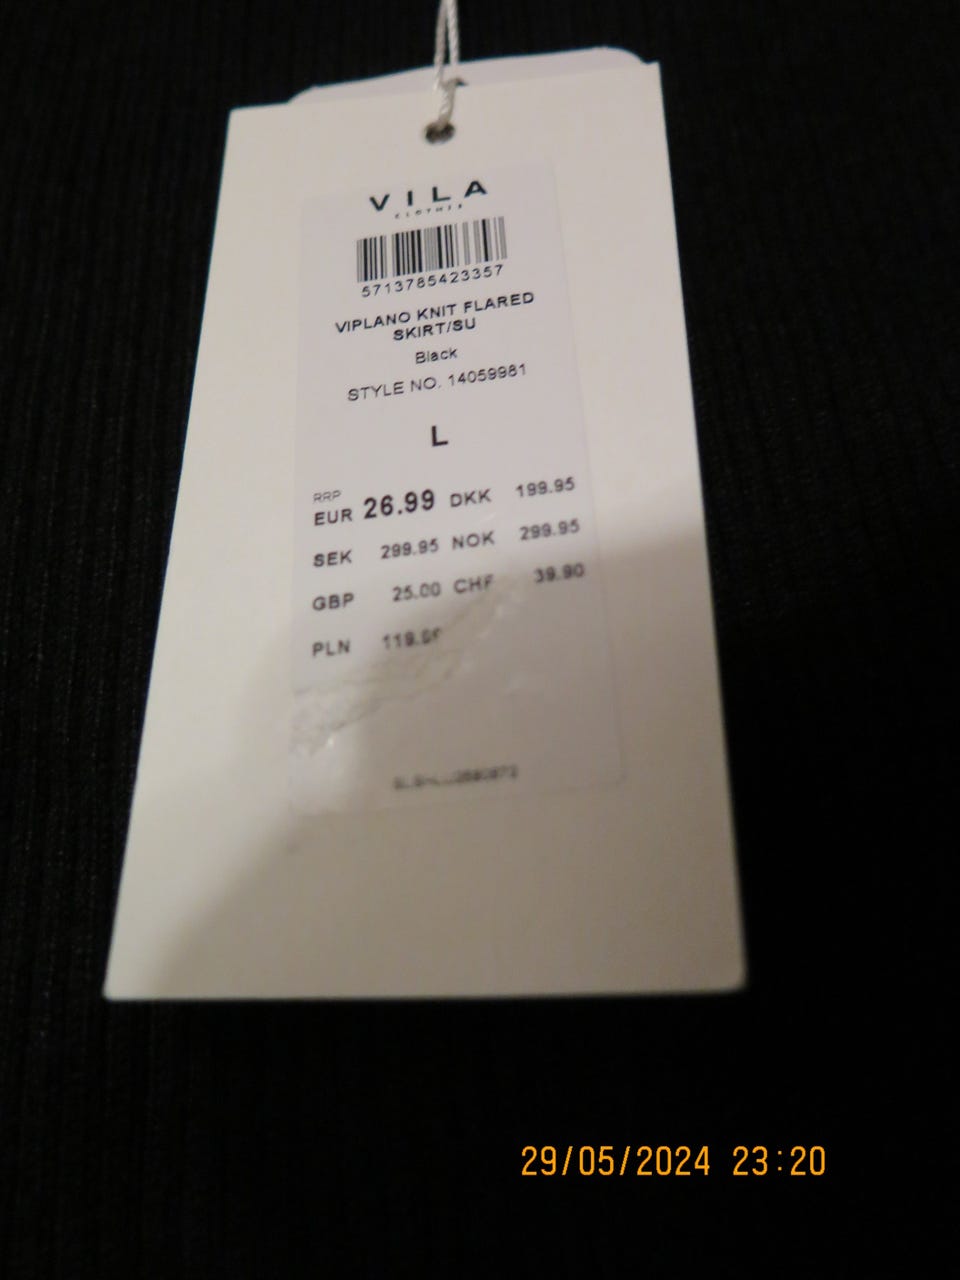 VILA
CLOTHES
5713785423357
VIPLANO KNIT FLARED
SKIRT/SU
Black
STYLE NO. 14059981
L
RRP
EUR 26.99 DKK 199.95
SEK 299.95 NOK 299.95
GBP 25.00 CHF 39.90
PLN
29/05/2024 23:20